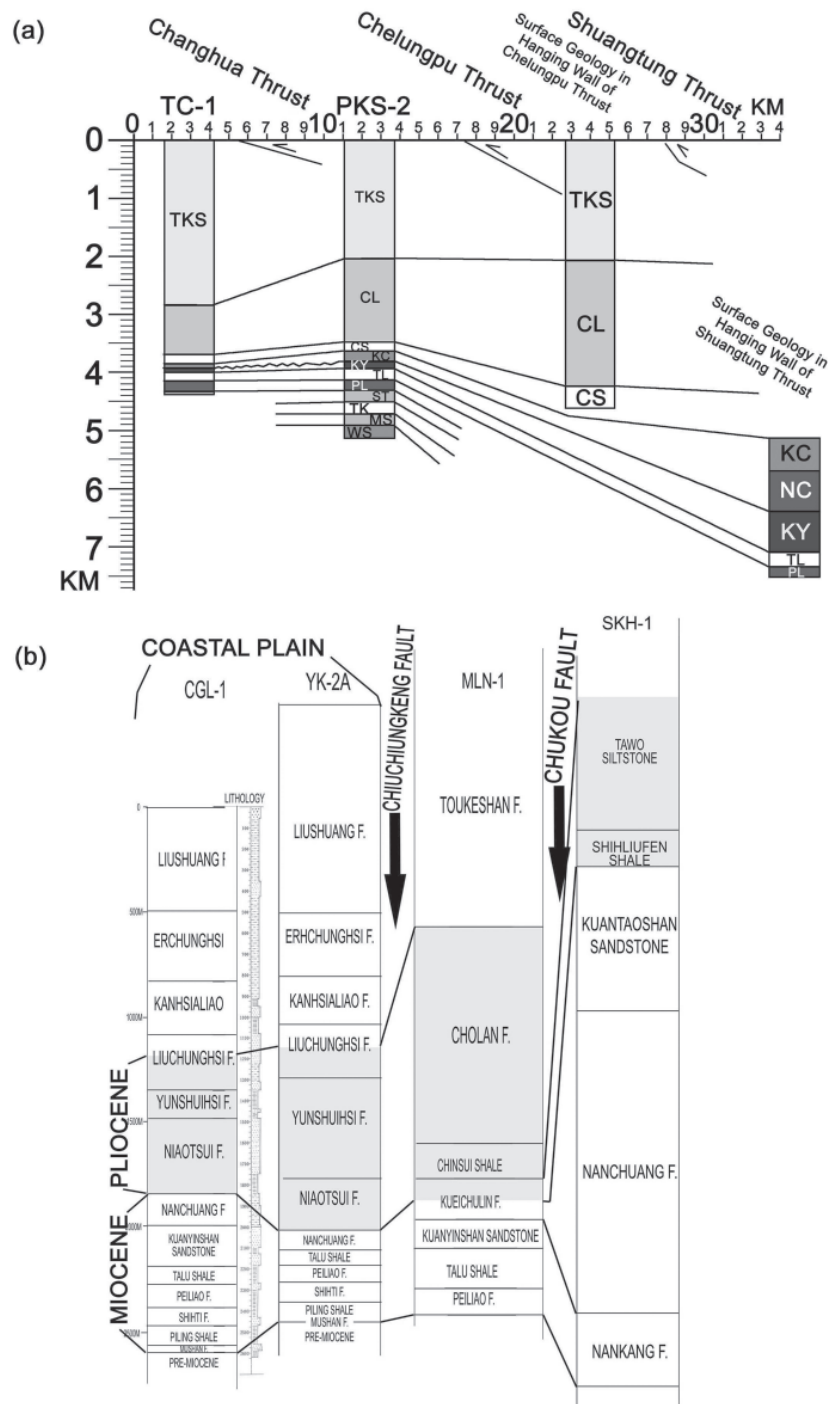 (a)
Changhua Thrust
Chelungpu Thrust
Surface Geology in
Hanging Wall of
Chelungpu Thrust
Shuangtung Thrust
TC-1
PKS-2
KM
0 1 2 3 4 5 6 7 8 9 10 1 2 3 4 5 6 7 8 9 20 1 2 3 4 5 6 7 8 9 30 1 2 3 4
0
1
2
3
4
5
6
7
KM
TKS
TKS
CL
CS
KC
KY
TL
PL
ST
TK
MS
WS
TKS
CL
CS
Surface Geology in
Hanging Wall of
Shuangtung Thrust
KC
NC
KY
TL
PL
(b)
COASTAL PLAIN
CGL-1
YK-2A
CHIUCHIUNGKENG FAULT
MLN-1
CHUKOU FAULT
SKH-1
LITHOLOGY
0
500M
1000M
1500M
PLIOCENE
MIOCENE
LIUSHUANG F
ERCHUNGHSI
KANHSIALIAO
LIUCHUNGHSI F.
YUNSHUIHSI F.
NIAOTSUI F.
NANCHUANG F
KUANYINSHAN
SANDSTONE
TALU SHALE
PEILIAO F.
SHIHTI F.
PILING SHALE
MUSHAN F.
PRE-MIOCENE
LIUSHUANG F.
ERHCHUNGHSI F.
KANHSIALIAO F.
LIUCHUNGHSI F.
YUNSHUIHSI F.
NIAOTSUI F.
NANCHUANG F.
TALU SHALE
PEILIAO F.
SHIHTI F.
PILING SHALE
MUSHAN F.
PRE-MIOCENE
TOUKESHAN F.
CHOLAN F.
CHINSUI SHALE
KUEICHULIN F.
KUANYINSHAN SANDSTONE
TALU SHALE
PEILIAO F.
TAWO
SILTSTONE
SHIHLIUFEN
SHALE
KUANTAOSHAN
SANDSTONE
NANCHUANG F.
NANKANG F.